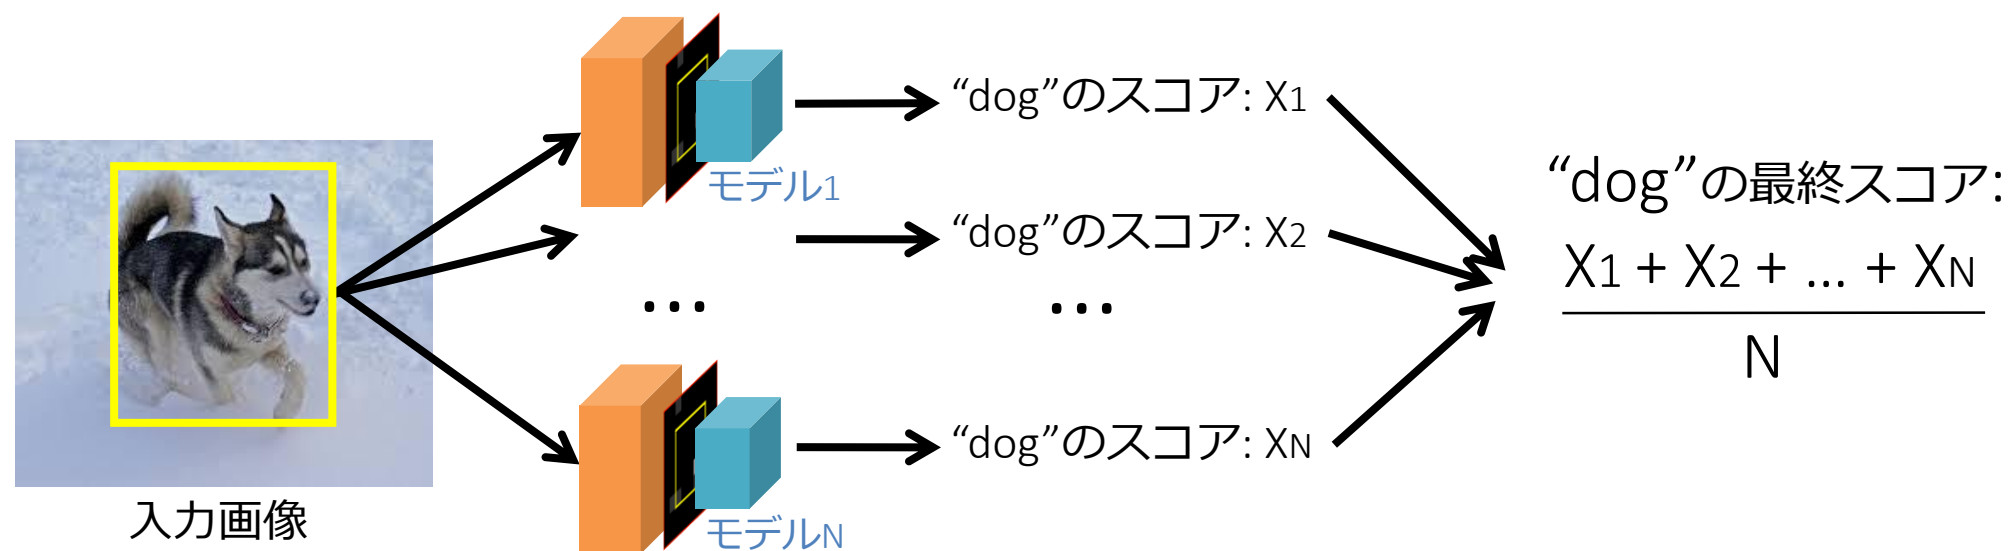 入力画像
モデル1
…
モデルN
“dog”のスコア: X1
“dog”のスコア: X2
…
“dog”のスコア: XN
“dog”の最終スコア:
X1 + X2 + … + XN
N